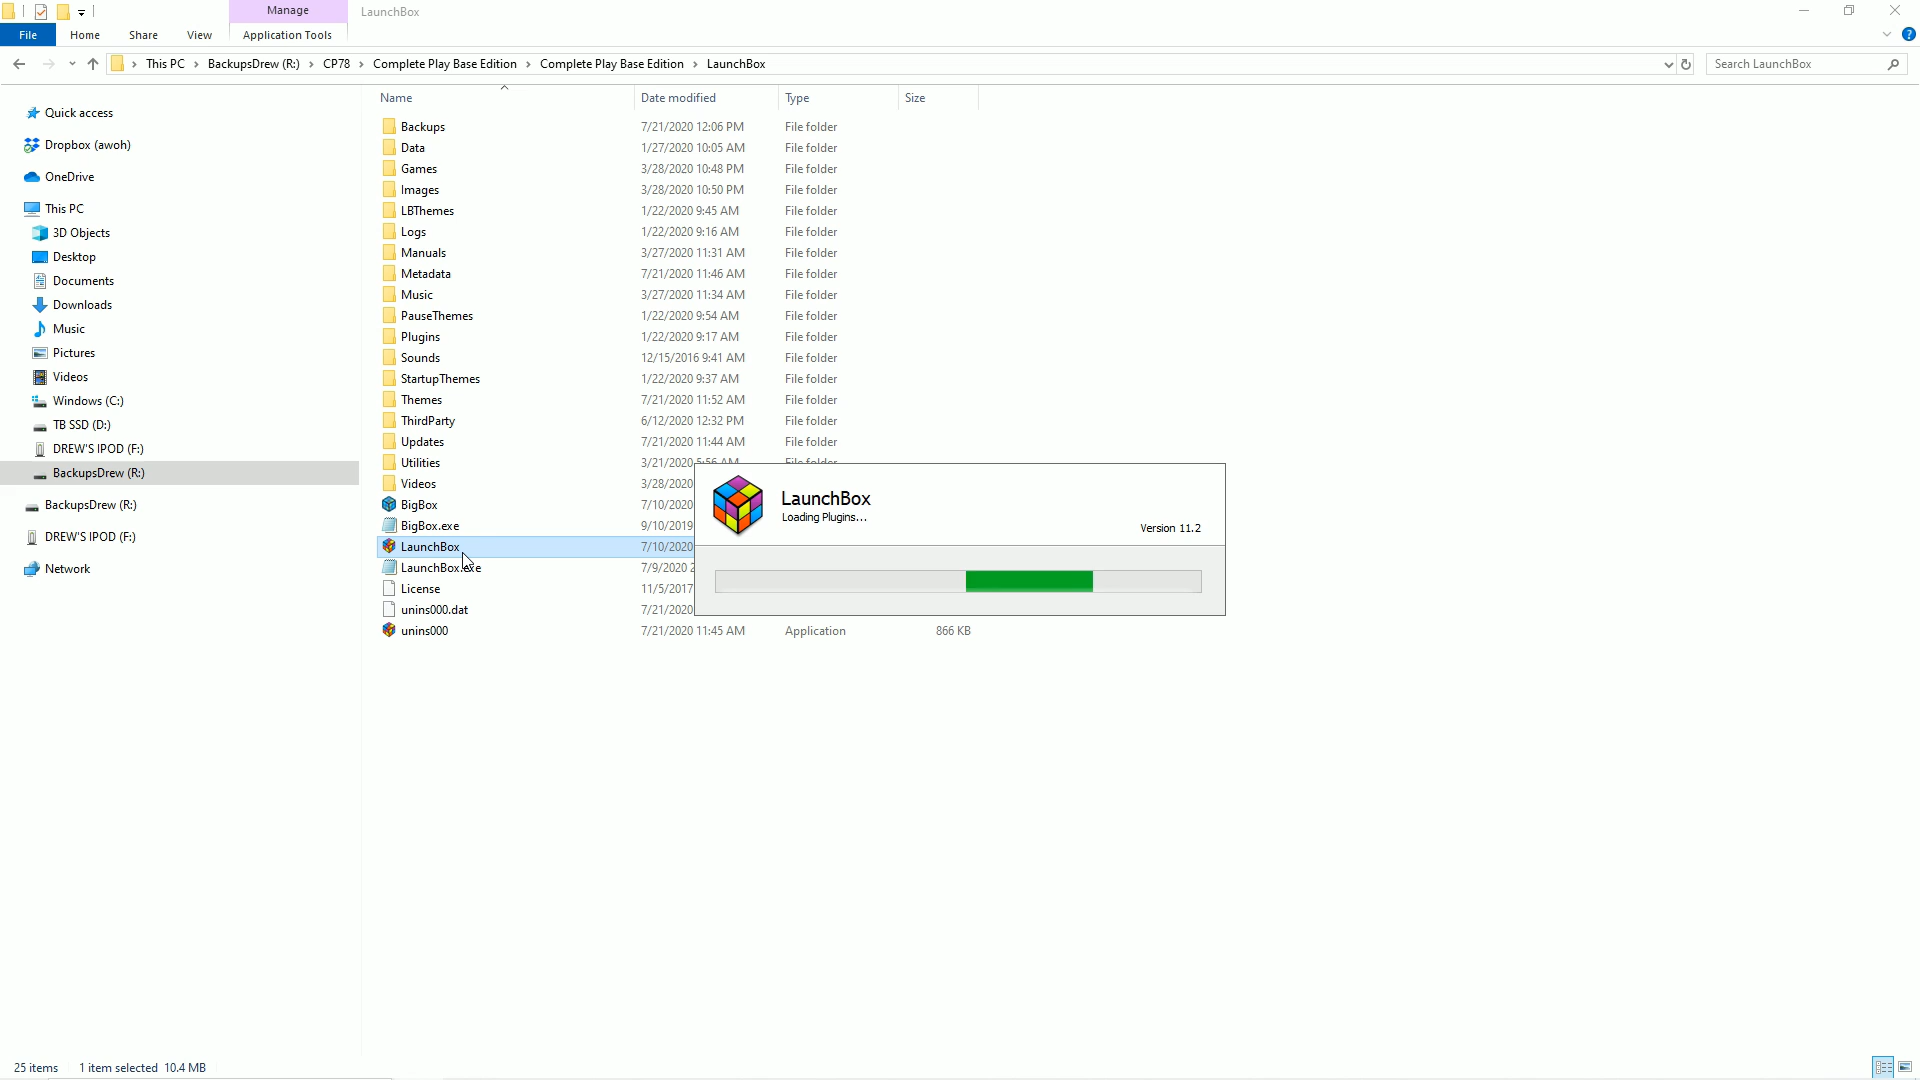 Manage LaunchBox
File Home Share View Application Tools
This PC > BackupsDrew (R:) > CP78 > Complete Play Base Edition > Complete Play Base Edition > LaunchBox Search LaunchBox
Name Date modified Type Size
Quick access
Dropbox (awoh)
OneDrive
This PC
3D Objects
Desktop
Documents
Downloads
Music
Pictures
Videos
Windows (C:)
TB SSD (D:)
DREW'S IPOD (F:)
BackupsDrew (R:)
BackupsDrew (R:)
DREW'S IPOD (F:)
Network
Backups 7/21/2020 12:06 PM File folder
Data 1/27/2020 10:05 AM File folder
Games 3/28/2020 10:48 PM File folder
Images 3/28/2020 10:50 PM File folder
LBThemes 1/22/2020 9:45 AM File folder
Logs 1/22/2020 9:16 AM File folder
Manuals 3/27/2020 11:31 AM File folder
Metadata 7/21/2020 11:46 AM File folder
Music 3/27/2020 11:34 AM File folder
PauseThemes 1/22/2020 9:54 AM File folder
Plugins 1/22/2020 9:17 AM File folder
Sounds 12/15/2016 9:41 AM File folder
StartupThemes 1/22/2020 9:37 AM File folder
Themes 7/21/2020 11:52 AM File folder
ThirdParty 6/12/2020 12:32 PM File folder
Updates 7/21/2020 11:44 AM File folder
Utilities 3/21/2020 5:56 AM File folder
Videos 3/28/2020
BigBox 7/10/2020
BigBox.exe 9/10/2019
LaunchBox 7/10/2020
LaunchBox.exe 7/9/2020
License 11/5/2017
unins000.dat 7/21/2020
unins000 7/21/2020 11:45 AM Application 866 KB
LaunchBox
Loading Plugins...
Version 11.2
25 items 1 item selected 10.4 MB